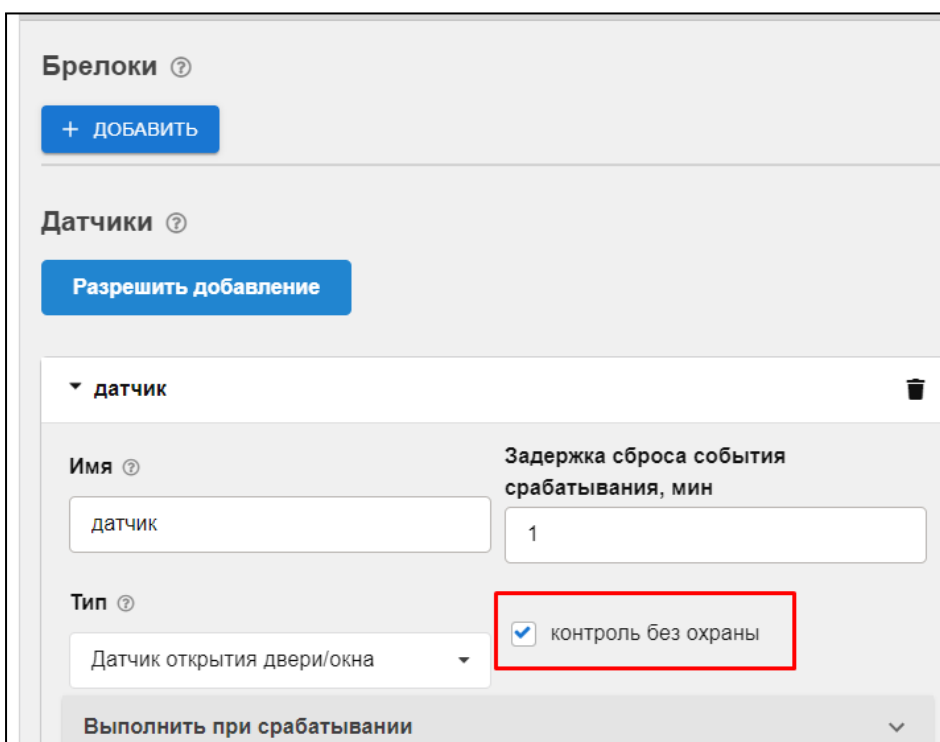 Брелоки
+ ДОБАВИТЬ
Датчики
Разрешить добавление
датчик
Имя
Задержка сброса события
срабатывания, мин
датчик
1
Тип
контроль без охраны
Датчик открытия двери/окна
Выполнить при срабатывании